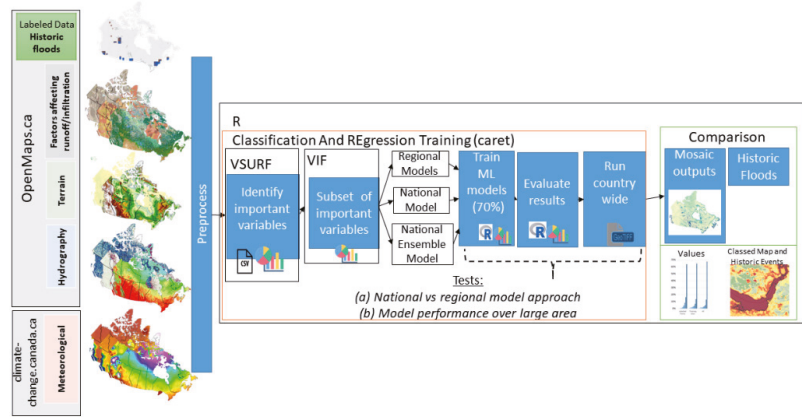 Labeled Data
Historic
floods
OpenMaps.ca
Factors affecting
runoff/infiltration
Terrain
Hydrography
climate-
change.canada.ca
Meteorological
Preprocess
R
Classification And REgression Training (caret)
VSURF
Identify
important
variables
CSV
VIF
Subset of
important
variables
Regional
Models
National
Model
National
Ensemble
Model
Train
ML
models
(70%)
R
Evaluate
results
R
Run
country
wide
Tests:
(a) National vs regional model approach
(b) Model performance over large area
Comparison
Mosaic
outputs
Historic
Floods
Values
Classed Map and
Historic Events